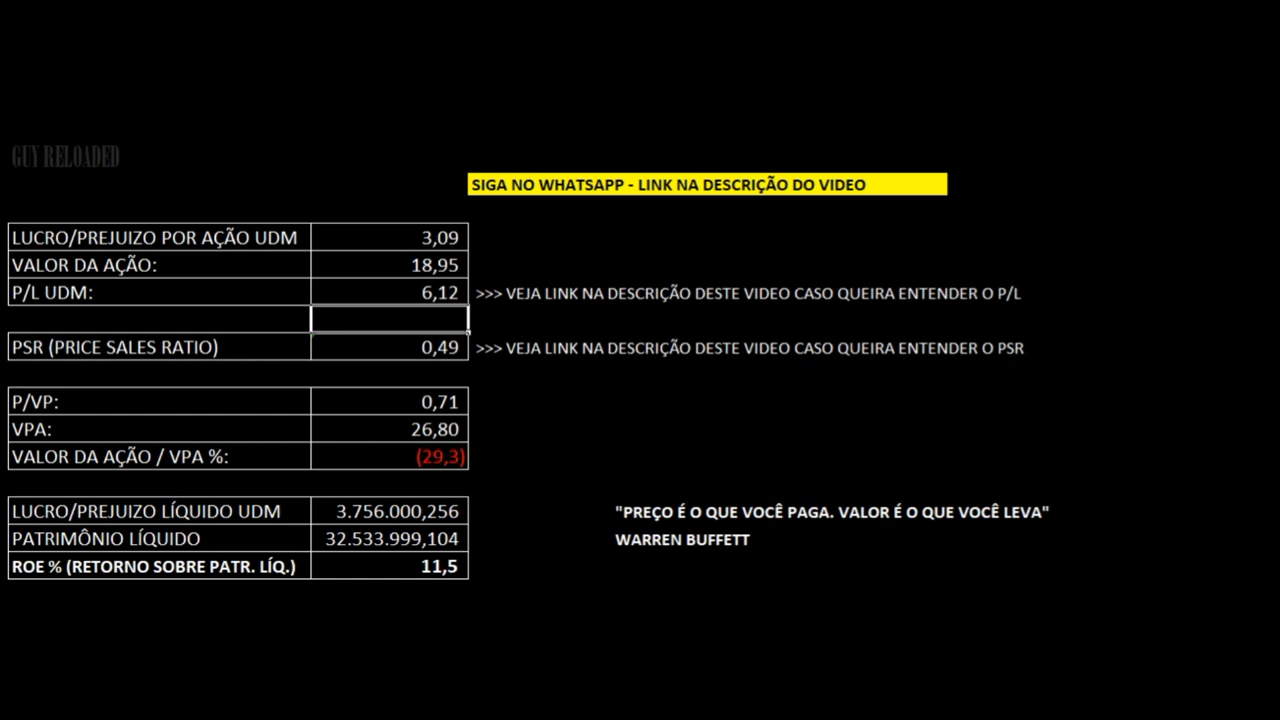 GUY RELOADED
SIGA NO WHATSAPP - LINK NA DESCRIÇÃO DO VIDEO
LUCRO/PREJUIZO POR AÇÃO UDM 3,09
VALOR DA AÇÃO: 18,95
P/L UDM: 6,12 >>> VEJA LINK NA DESCRIÇÃO DESTE VIDEO CASO QUEIRA ENTENDER O P/L
PSR (PRICE SALES RATIO) 0,49 >>> VEJA LINK NA DESCRIÇÃO DESTE VIDEO CASO QUEIRA ENTENDER O PSR
P/VP: 0,71
VPA: 26,80
VALOR DA AÇÃO / VPA %: (29,3)
LUCRO/PREJUIZO LÍQUIDO UDM 3.756.000,256 "PREÇO É O QUE VOCÊ PAGA. VALOR É O QUE VOCÊ LEVA"
PATRIMÔNIO LÍQUIDO 32.533.999,104 WARREN BUFFETT
ROE % (RETORNO SOBRE PATR. LÍQ.) 11,5